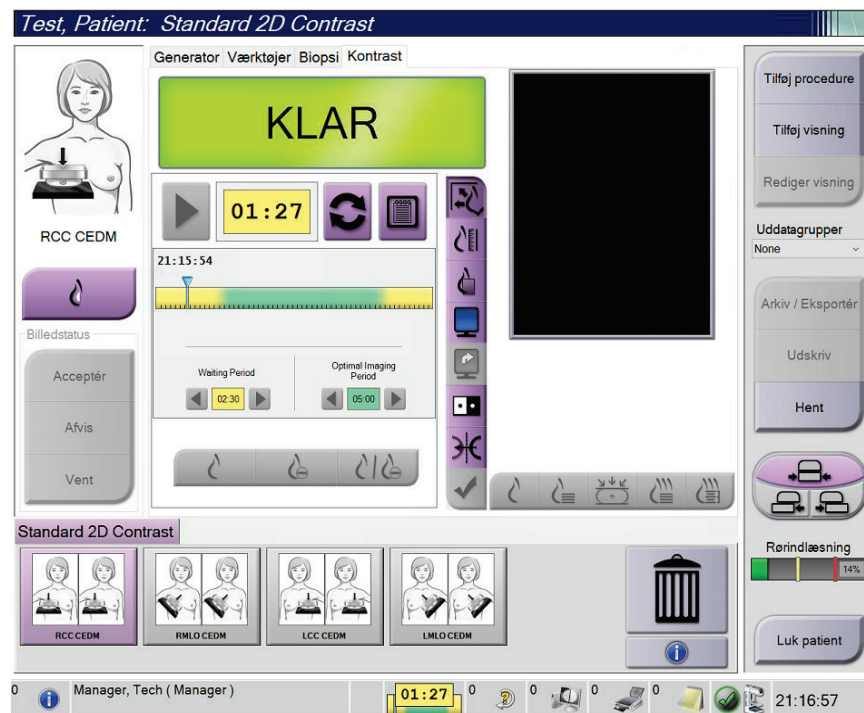 Test, Patient:  Standard 2D Contrast
Generator Værktøjer Biopsi Kontrast
KLAR
RCC CEDM
01:27
21:15:54
Waiting Period
Optimal Imaging
Period
02:30
05:00
Billedstatus
Acceptér
Afvis
Vent
Tilføj procedure
Tilføj visning
Rediger visning
Uddatagrupper
None
Arkiv / Eksportér
Udskriv
Hent
Rørindlæsning
14%
Luk patient
Standard 2D Contrast
RCC CEDM
RMLO CEDM
LCC CEDM
LMLO CEDM
0
Manager, Tech ( Manager )
01:27
0
0
0
0
21:16:57